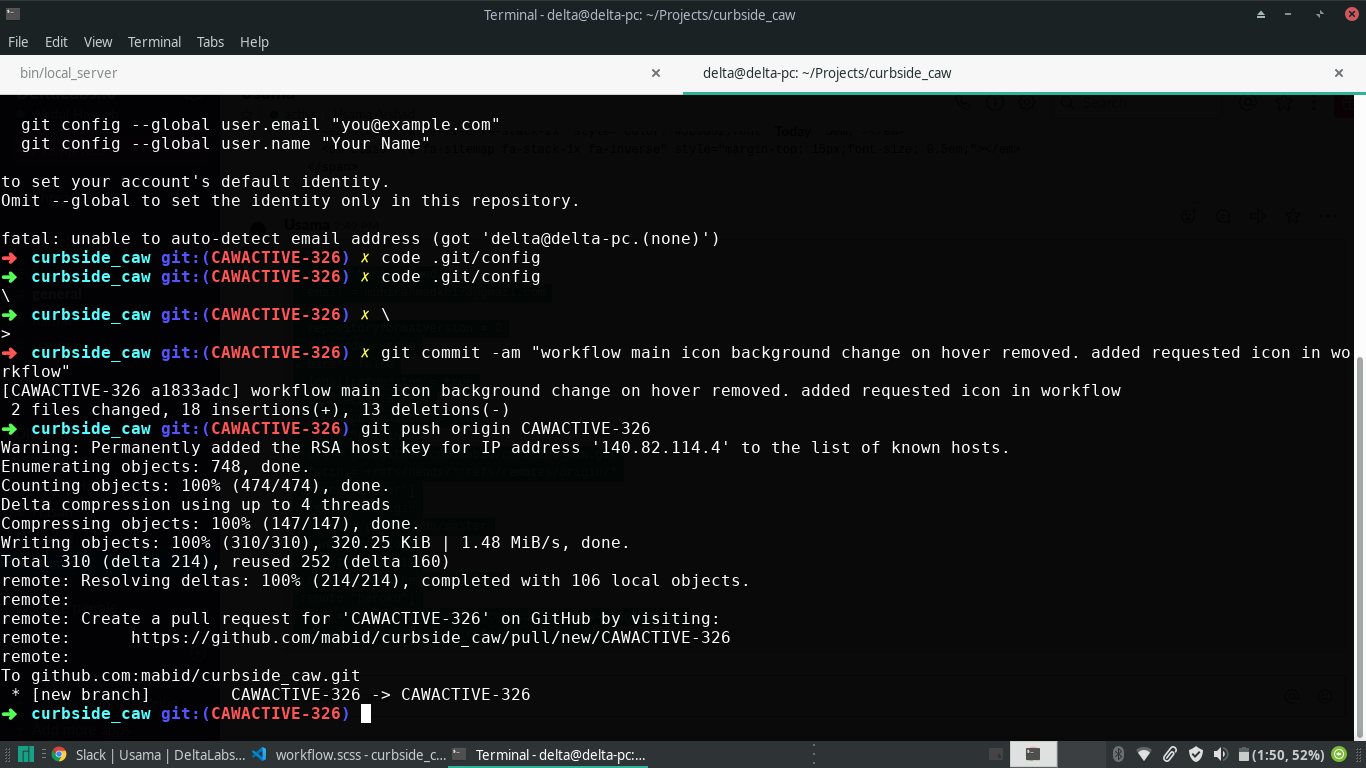 Terminal - delta@delta-pc: ~/Projects/curbside_caw
File Edit View Terminal Tabs Help
bin/local_server
delta@delta-pc: ~/Projects/curbside_caw
git config --global user.email "you@example.com"
git config --global user.name "Your Name"
to set your account's default identity.
Omit --global to set the identity only in this repository.
fatal: unable to auto-detect email address (got 'delta@delta-pc.(none)')
➜ curbside_caw git:(CAWACTIVE-326) ✗ code .git/config
➜ curbside_caw git:(CAWACTIVE-326) ✗ code .git/config
\
➜ curbside_caw git:(CAWACTIVE-326) ✗ \
>
➜ curbside_caw git:(CAWACTIVE-326) ✗ git commit -am "workflow main icon background change on hover removed. added requested icon in wo
rkflow"
[CAWACTIVE-326 a1833adc] workflow main icon background change on hover removed. added requested icon in workflow
2 files changed, 18 insertions(+), 13 deletions(-)
➜ curbside_caw git:(CAWACTIVE-326) git push origin CAWACTIVE-326
Warning: Permanently added the RSA host key for IP address '140.82.114.4' to the list of known hosts.
Enumerating objects: 748, done.
Counting objects: 100% (474/474), done.
Delta compression using up to 4 threads
Compressing objects: 100% (147/147), done.
Writing objects: 100% (310/310), 320.25 KiB | 1.48 MiB/s, done.
Total 310 (delta 214), reused 252 (delta 160)
remote: Resolving deltas: 100% (214/214), completed with 106 local objects.
remote:
remote: Create a pull request for 'CAWACTIVE-326' on GitHub by visiting:
remote: https://github.com/mabid/curbside_caw/pull/new/CAWACTIVE-326
remote:
To github.com:mabid/curbside_caw.git
* [new branch] CAWACTIVE-326 -> CAWACTIVE-326
➜ curbside_caw git:(CAWACTIVE-326)
Slack | Usama | DeltaLabs... workflow.scss - curbside_c... Terminal - delta@delta-pc:... (1:50, 52%)